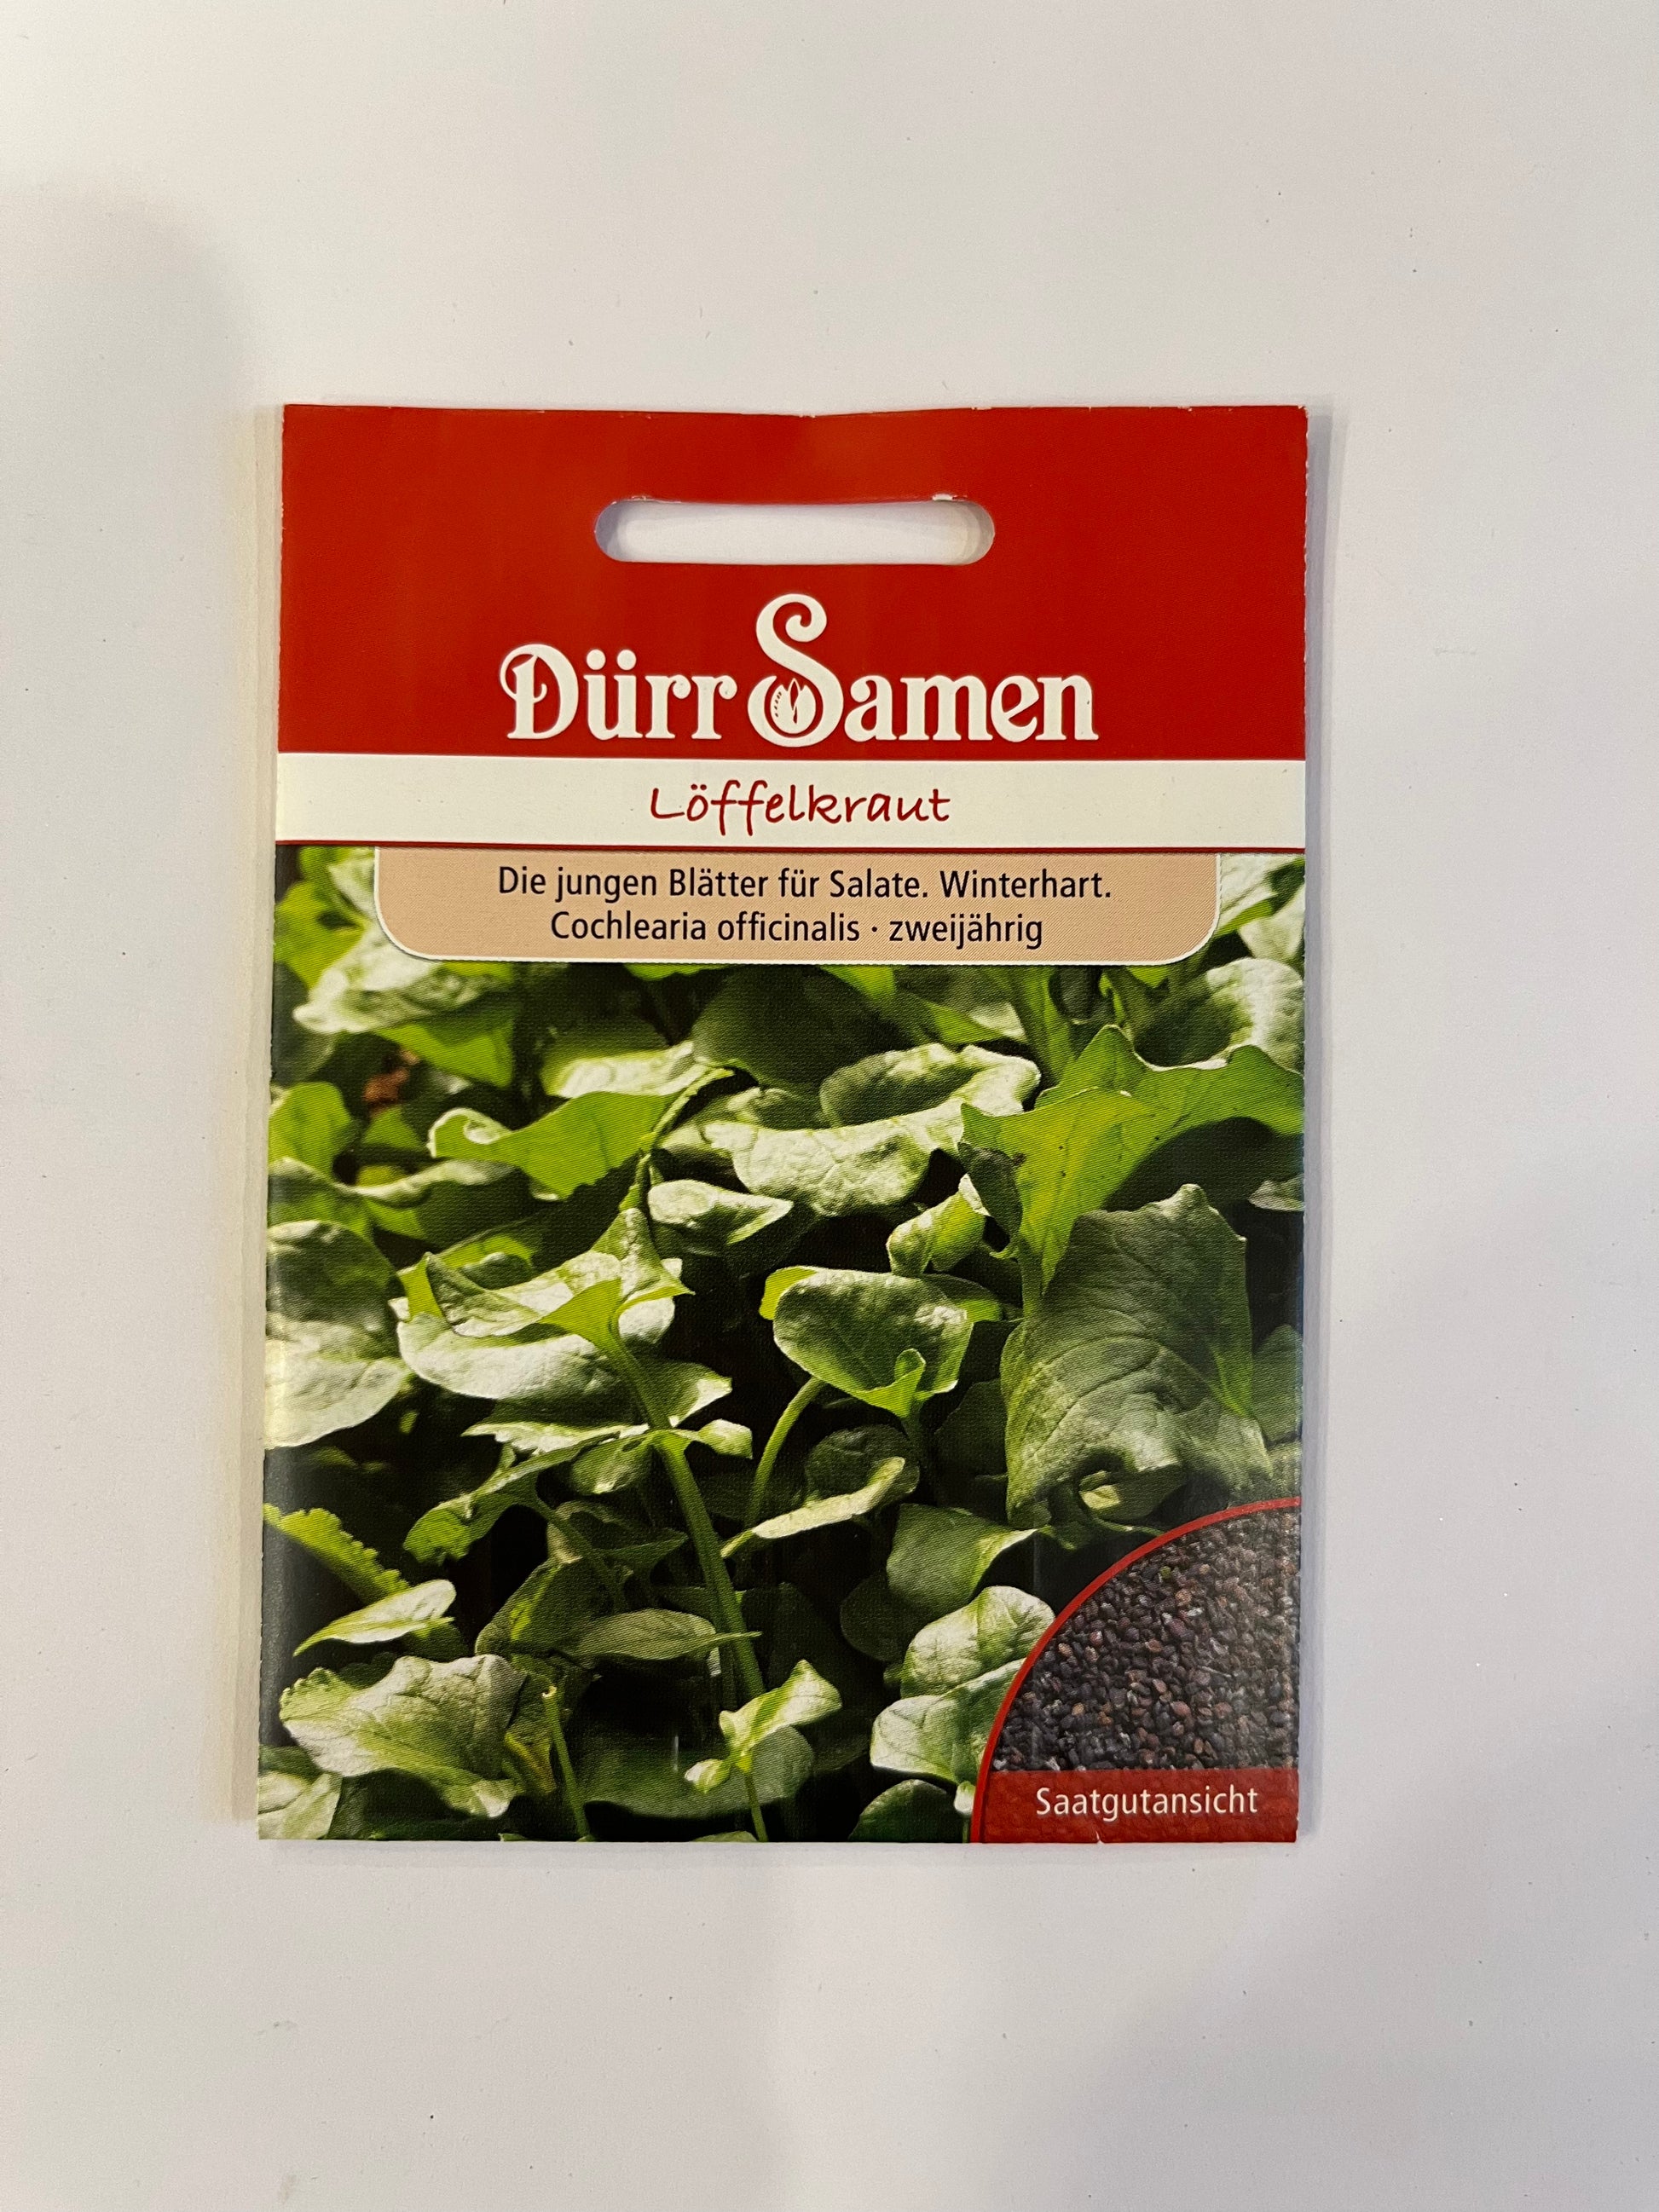 Dürr Samen
Löffelkraut
Die jungen Blätter für Salate. Winterhart.
Cochlearia officinalis · zweijährig
Saatgutansicht